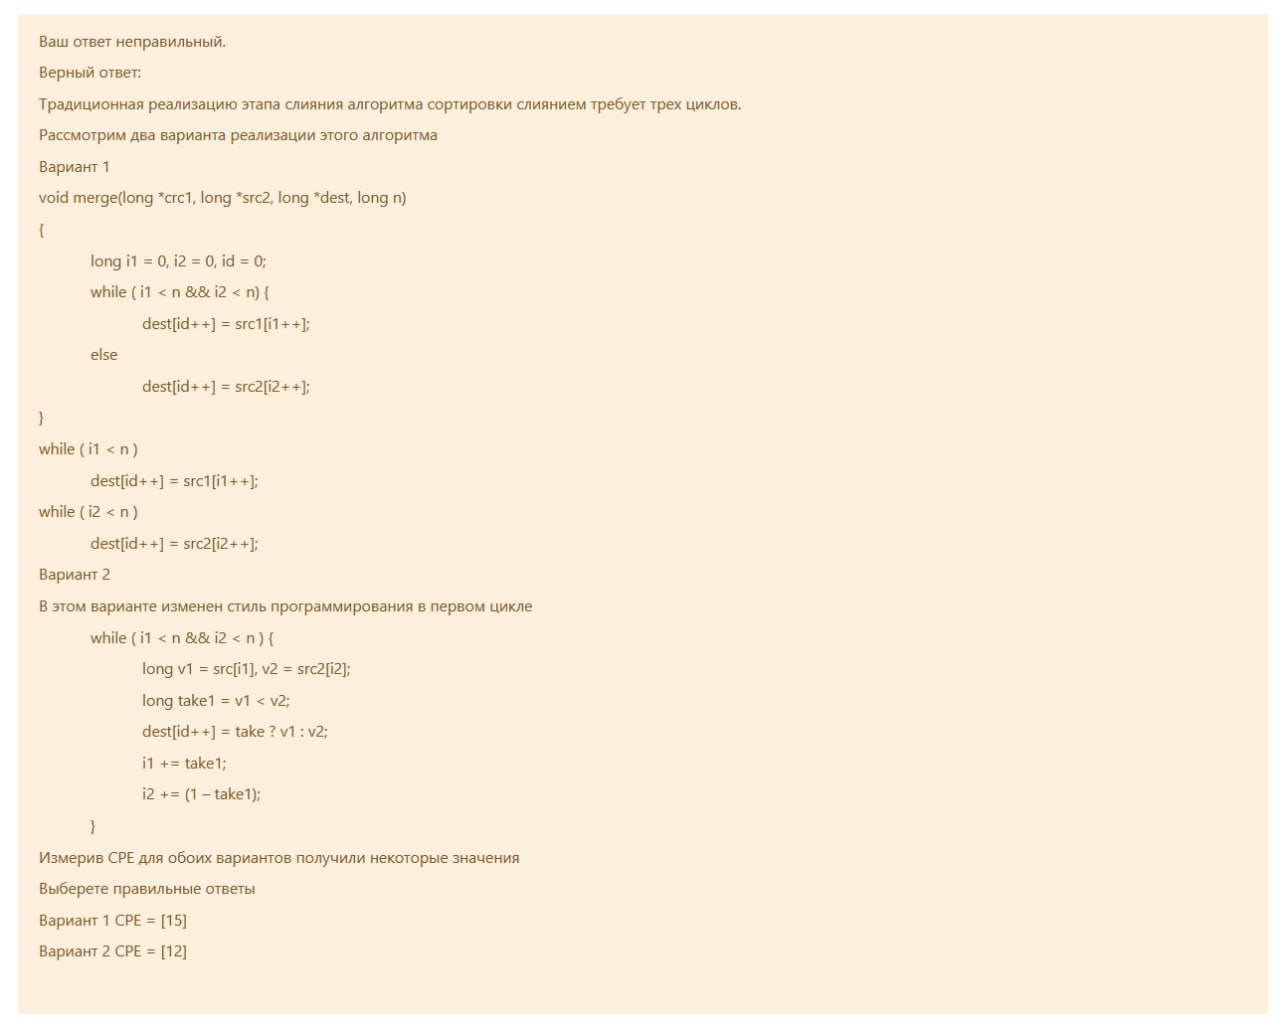 Ваш ответ неправильный.
Верный ответ:
Традиционная реализацию этапа слияния алгоритма сортировки слиянием требует трех циклов.
Рассмотрим два варианта реализации этого алгоритма
Вариант 1
void merge(long *crc1, long *src2, long *dest, long n)
{
long i1 = 0, i2 = 0, id = 0;
while ( i1 < n && i2 < n) {
dest[id++] = src1[i1++];
else
dest[id++] = src2[i2++];
}
while ( i1 < n )
dest[id++] = src1[i1++];
while ( i2 < n )
dest[id++] = src2[i2++];
Вариант 2
В этом варианте изменен стиль программирования в первом цикле
while ( i1 < n && i2 < n ) {
long v1 = src[i1], v2 = src2[i2];
long take1 = v1 < v2;
dest[id++] = take ? v1 : v2;
i1 += take1;
i2 += (1 – take1);
}
Измерив CPE для обоих вариантов получили некоторые значения
Выберете правильные ответы
Вариант 1 CPE = [15]
Вариант 2 CPE = [12]